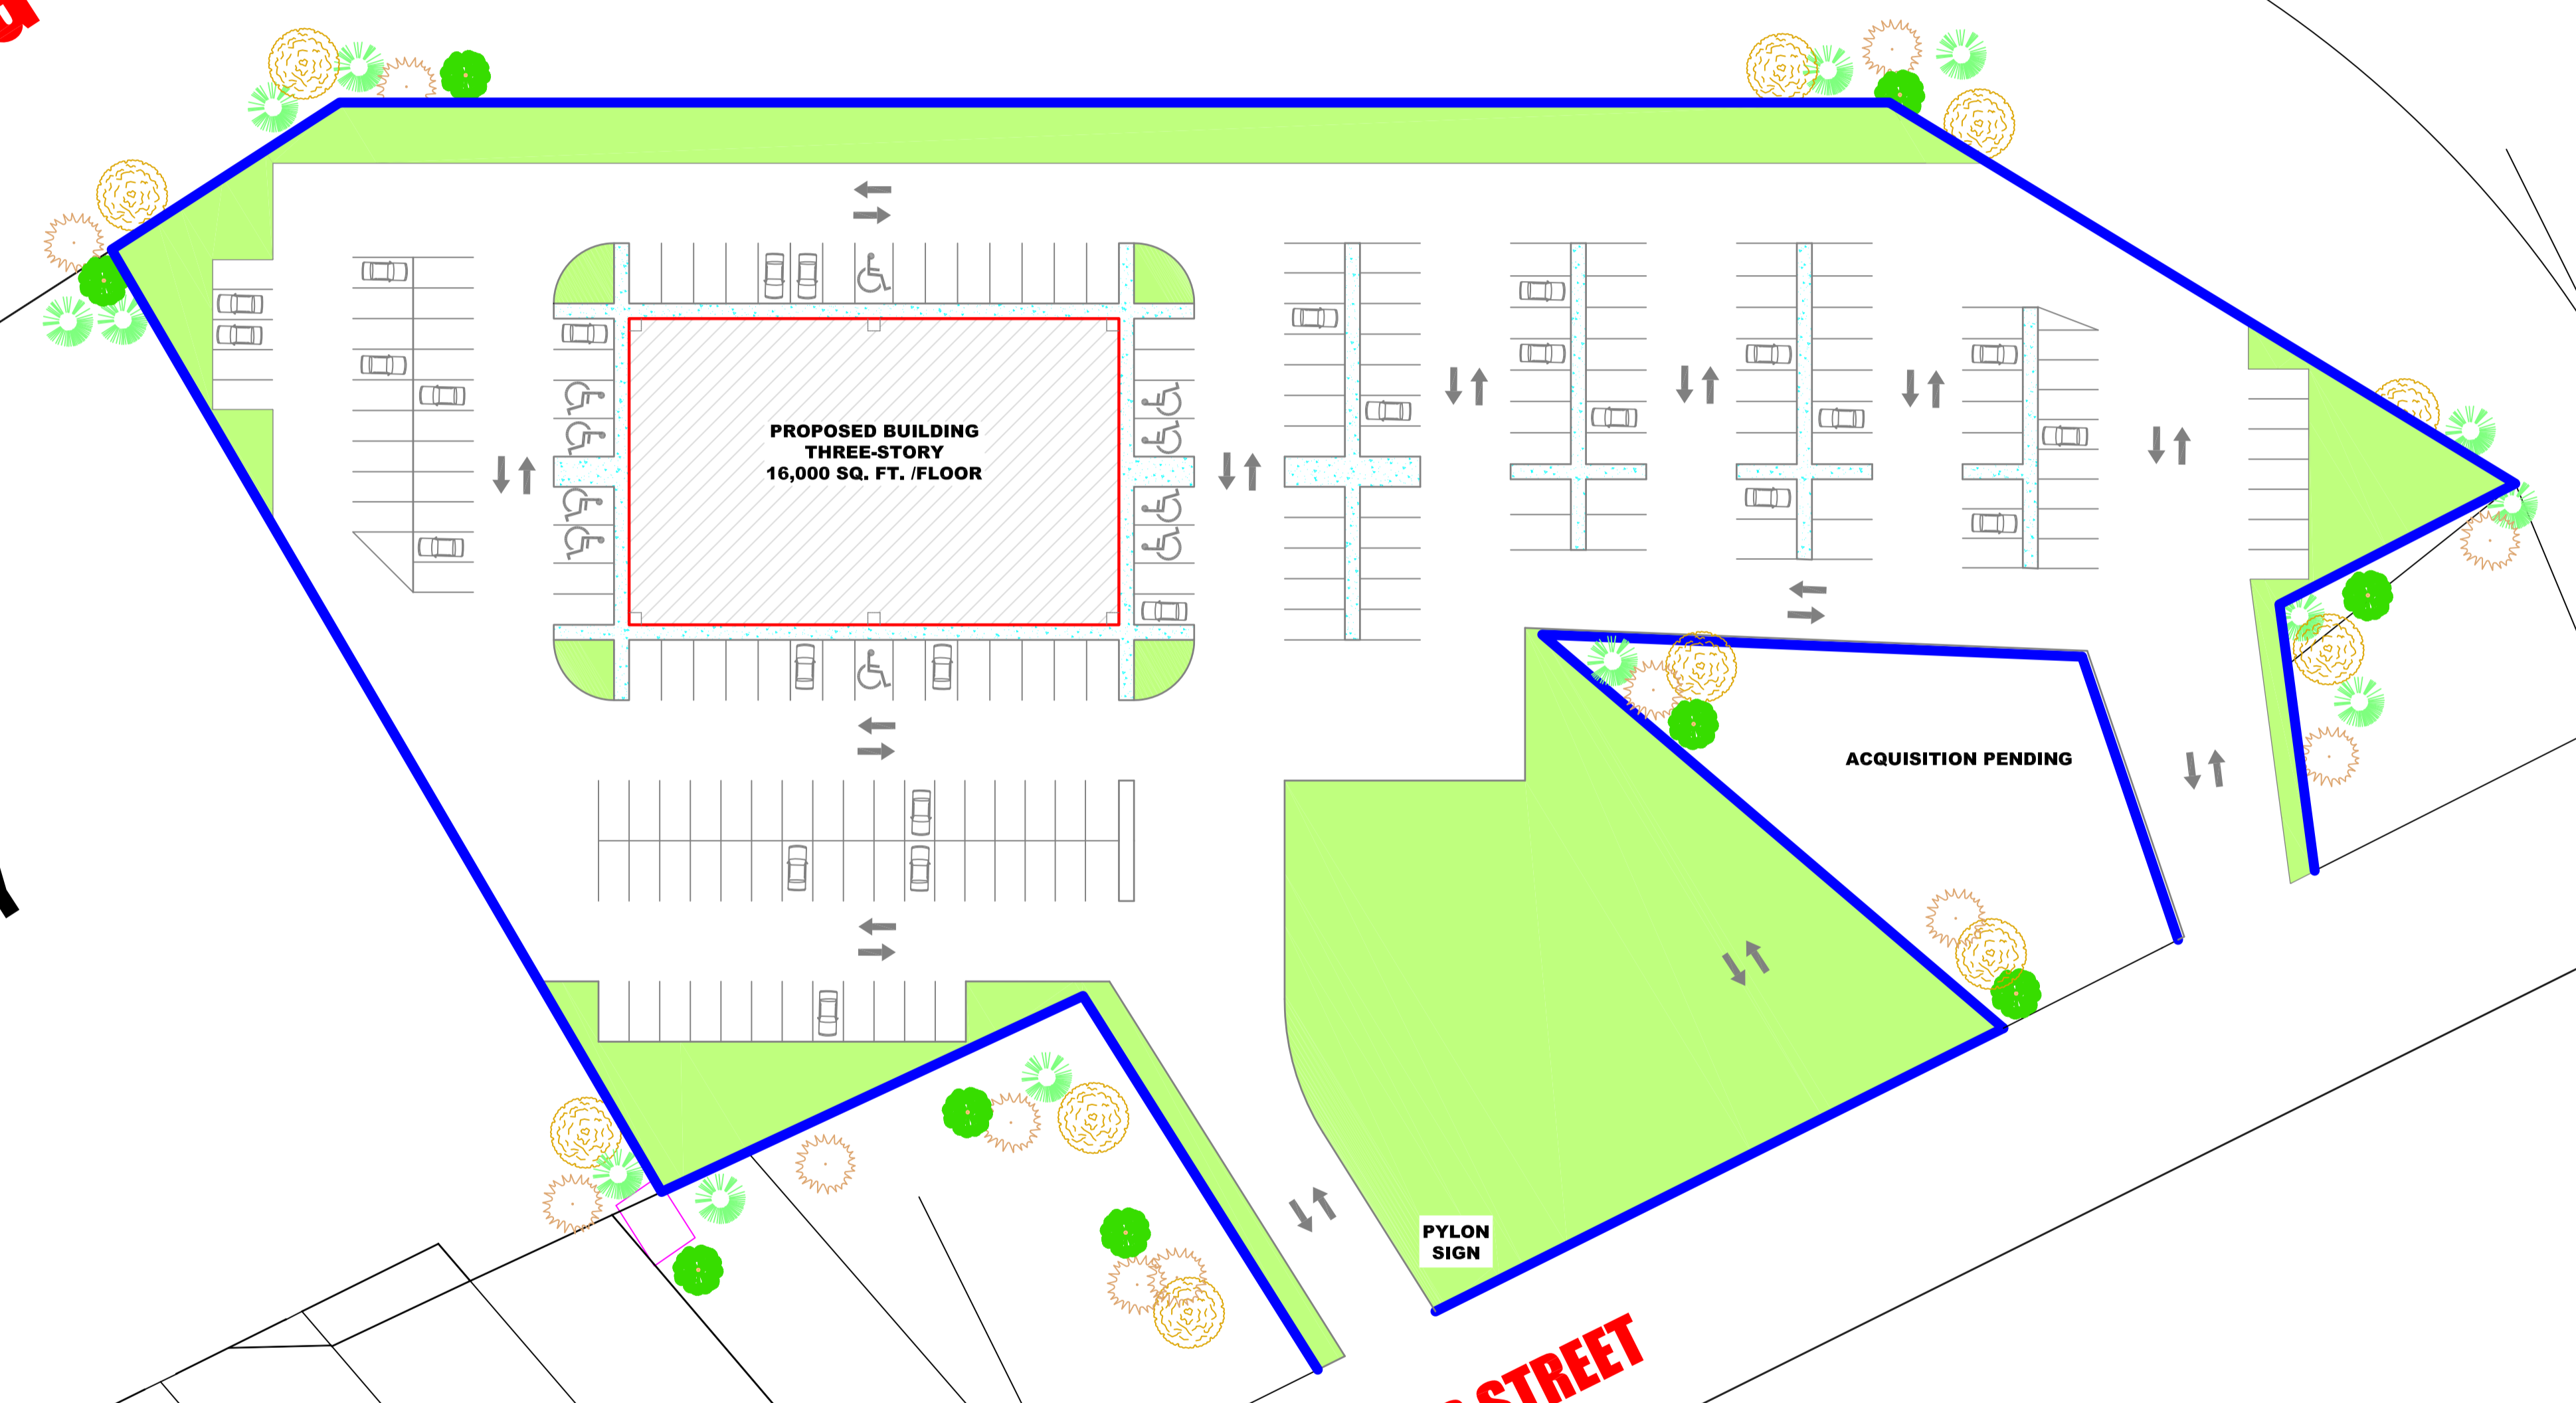 PROPOSED BUILDING
THREE-STORY
16,000 SQ. FT. /FLOOR
ACQUISITION PENDING
PYLON
SIGN
STREET